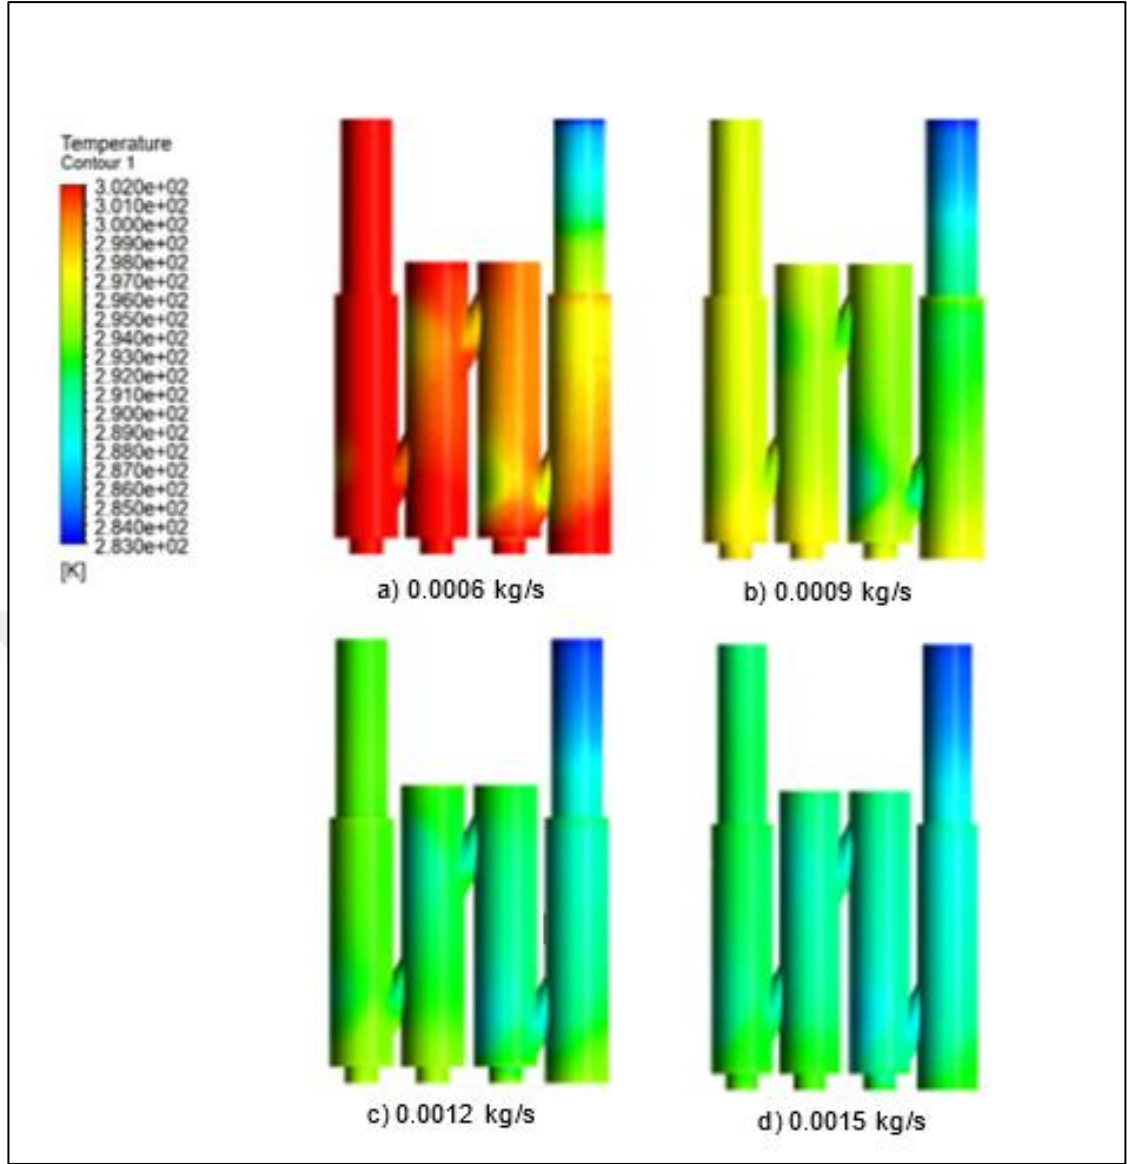 Temperature
Contour 1
3.020e+02
3.010e+02
3.000e+02
2.990e+02
2.980e+02
2.970e+02
2.960e+02
2.950e+02
2.940e+02
2.930e+02
2.920e+02
2.910e+02
2.900e+02
2.890e+02
2.880e+02
2.870e+02
2.860e+02
2.850e+02
2.840e+02
2.830e+02
[K]
a) 0.0006 kg/s
b) 0.0009 kg/s
c) 0.0012 kg/s
d) 0.0015 kg/s